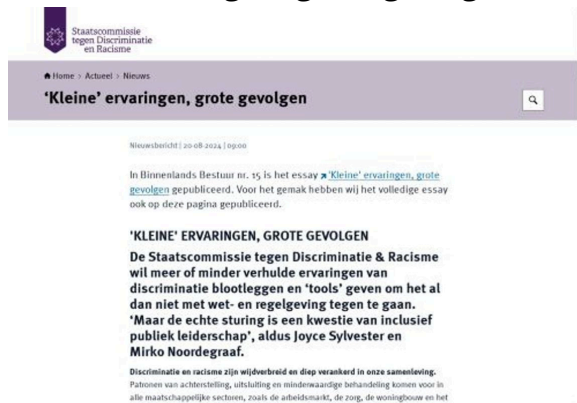 Staatscommissie
tegen Discriminatie
en Racisme
Home > Actueel > Nieuws
‘Kleine’ ervaringen, grote gevolgen
Nieuwsbericht | 20-08-2024 | 09:00
In Binnenlands Bestuur nr. 15 is het essay 'Kleine' ervaringen, grote
gevolgen gepubliceerd. Voor het gemak hebben wij het volledige essay
ook op deze pagina gepubliceerd.
'KLEINE' ERVARINGEN, GROTE GEVOLGEN
De Staatscommissie tegen Discriminatie & Racisme
wil meer of minder verhulde ervaringen van
discriminatie blootleggen en ‘tools’ geven om het al
dan niet met wet- en regelgeving tegen te gaan.
‘Maar de echte sturing is een kwestie van inclusief
publiek leiderschap’, aldus Joyce Sylvester en
Mirko Noordegraaf.
Discriminatie en racisme zijn wijdverbreid en diep verankerd in onze samenleving.
Patronen van achterstelling, uitsluiting en minderwaardige behandeling komen voor in
alle maatschappelijke sectoren, zoals de arbeidsmarkt, de zorg, de woningbouw en het